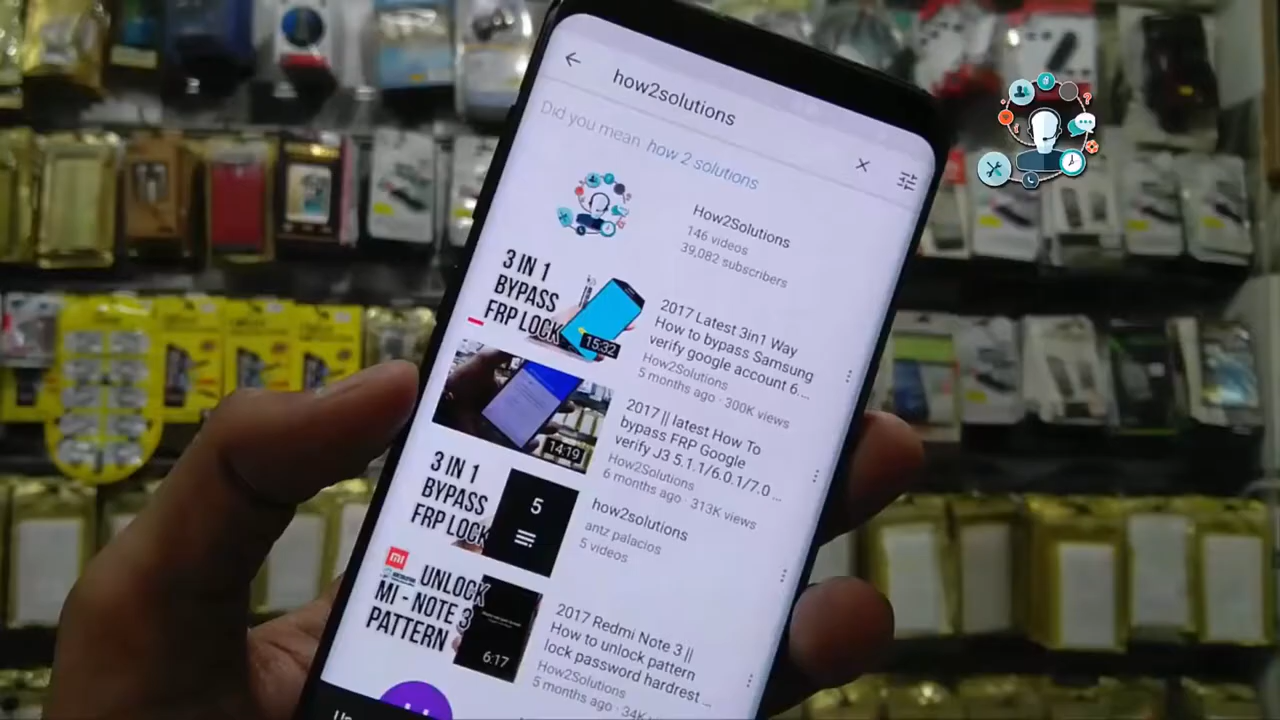 how2solutions
Did you mean how 2 solutions
How2Solutions
146 videos
39,082 subscribers
3 IN 1
BYPASS
FRP LOCK
15:32
2017 Latest 3in1 Way
How to bypass Samsung
verify google account 6....
How2Solutions
5 months ago · 300K views
14:19
2017 || latest How To
bypass FRP Google
verify J3 5.1.1/6.0.1/7.0 ...
How2Solutions
6 months ago · 313K views
3 IN 1
BYPASS
FRP LOCK
5
how2solutions
antz palacios
5 videos
MI
UNLOCK
MI - NOTE 3
PATTERN
6:17
2017 Redmi Note 3 ||
How to unlock pattern
lock password hardrest ...
How2Solutions
5 months ago · 34K